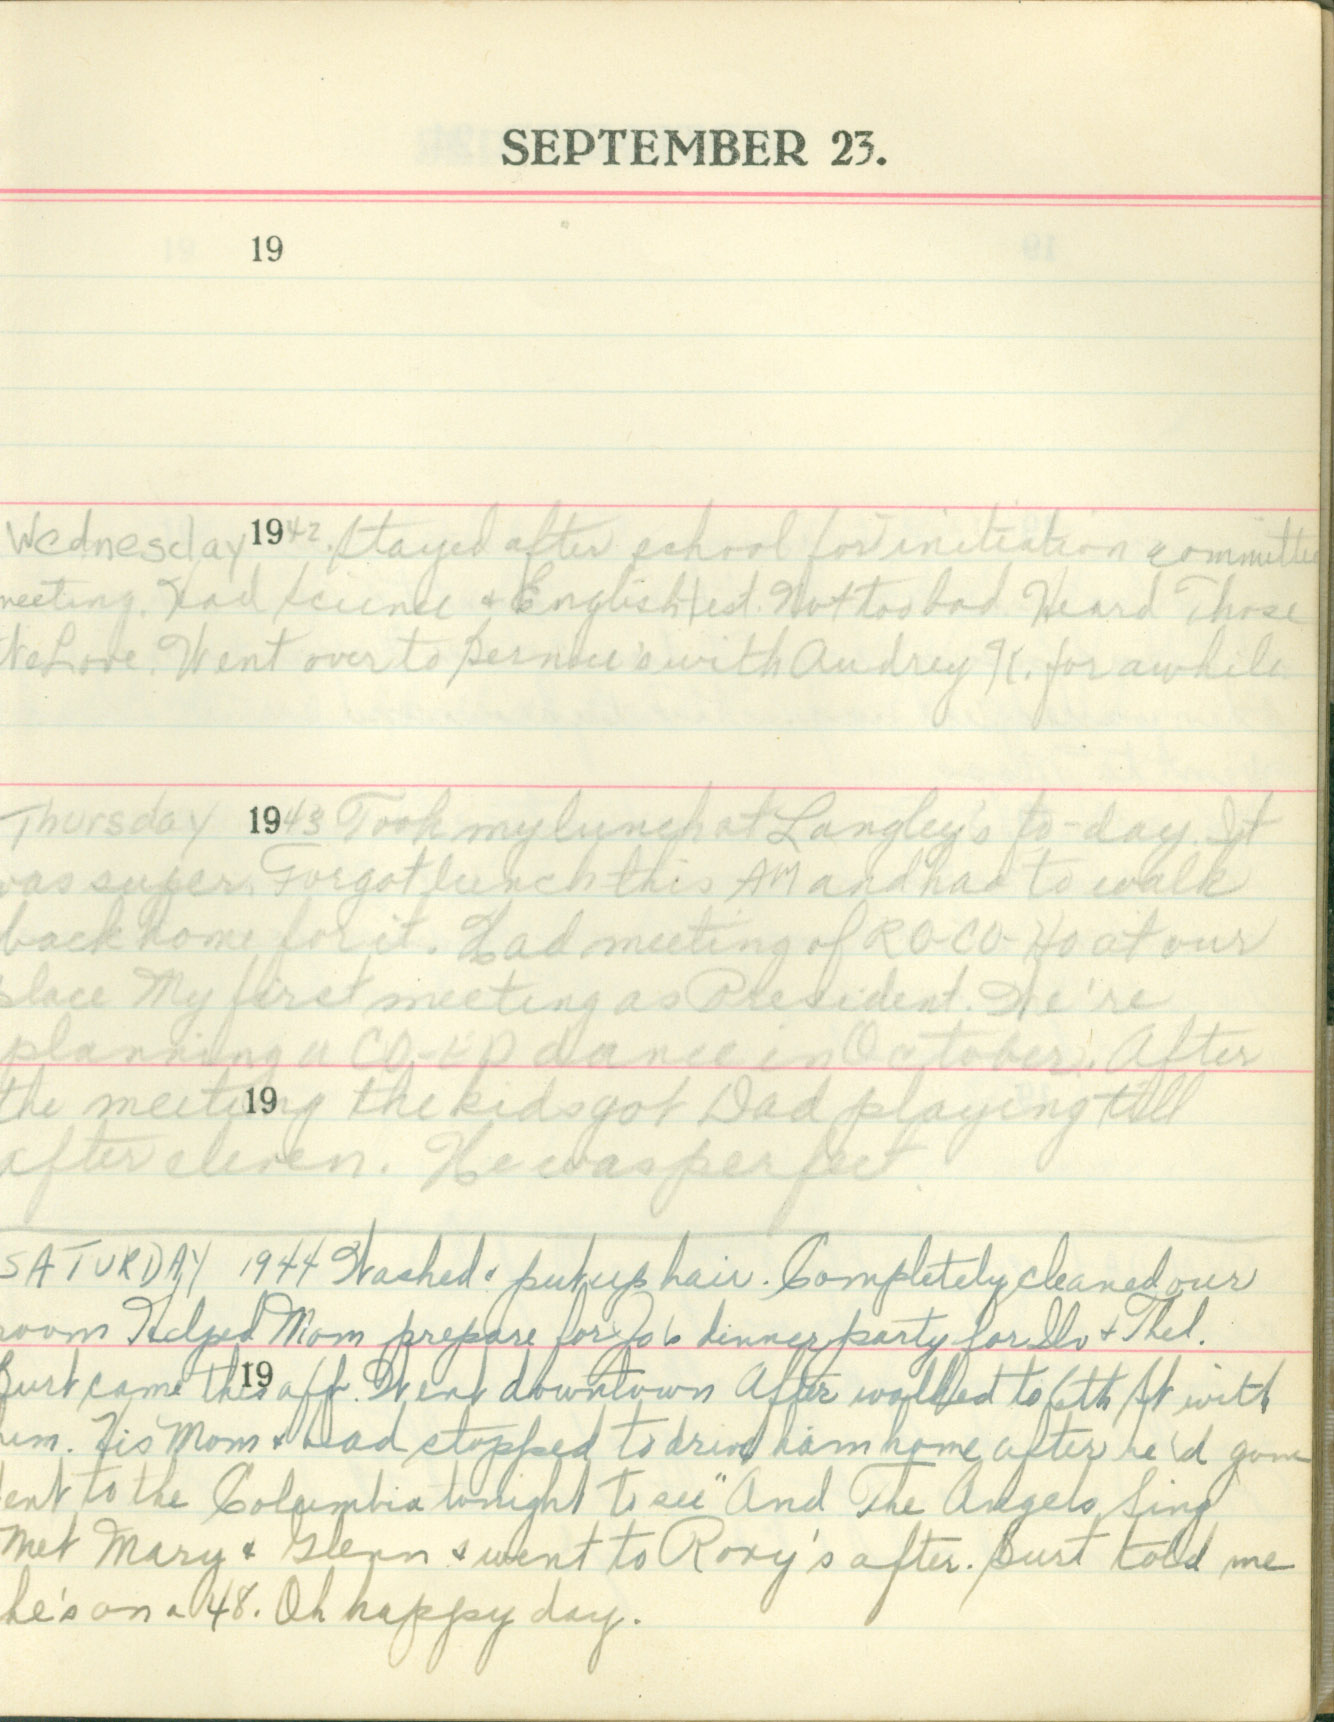 SEPTEMBER 23.
19
Wednesday 1942. Stayed after school for initiation committee
meeting. Had science & English test. Not too bad. Heard Those
We Love. Went over to Bernice's with Audrey K. for awhile
Thursday 1943 Took my lunch at Langley's to-day. It
was super. Forgot lunch this AM and had to walk
back home for it. Had meeting of RO-CO-HO at our
place My first meeting as President. We're
planning a CO-ED dance in October. After
the meeting the kids got Dad playing till
19
after eleven. He was perfect
SATURDAY 1944 Washed & put up hair. Completely cleaned our
room Helped Mom prepare for Jo's dinner party for & Thel.
Burt came this aft. Went downtown After walked to 6th St with
19
him. His Mom & Dad stopped to drive him home after he'd gone
Went to the Columbia tonight to see "And The Angels Sing
Met Mary & Glenn & went to Roxy's after. Burt told me
he's on a 48. Oh happy day.